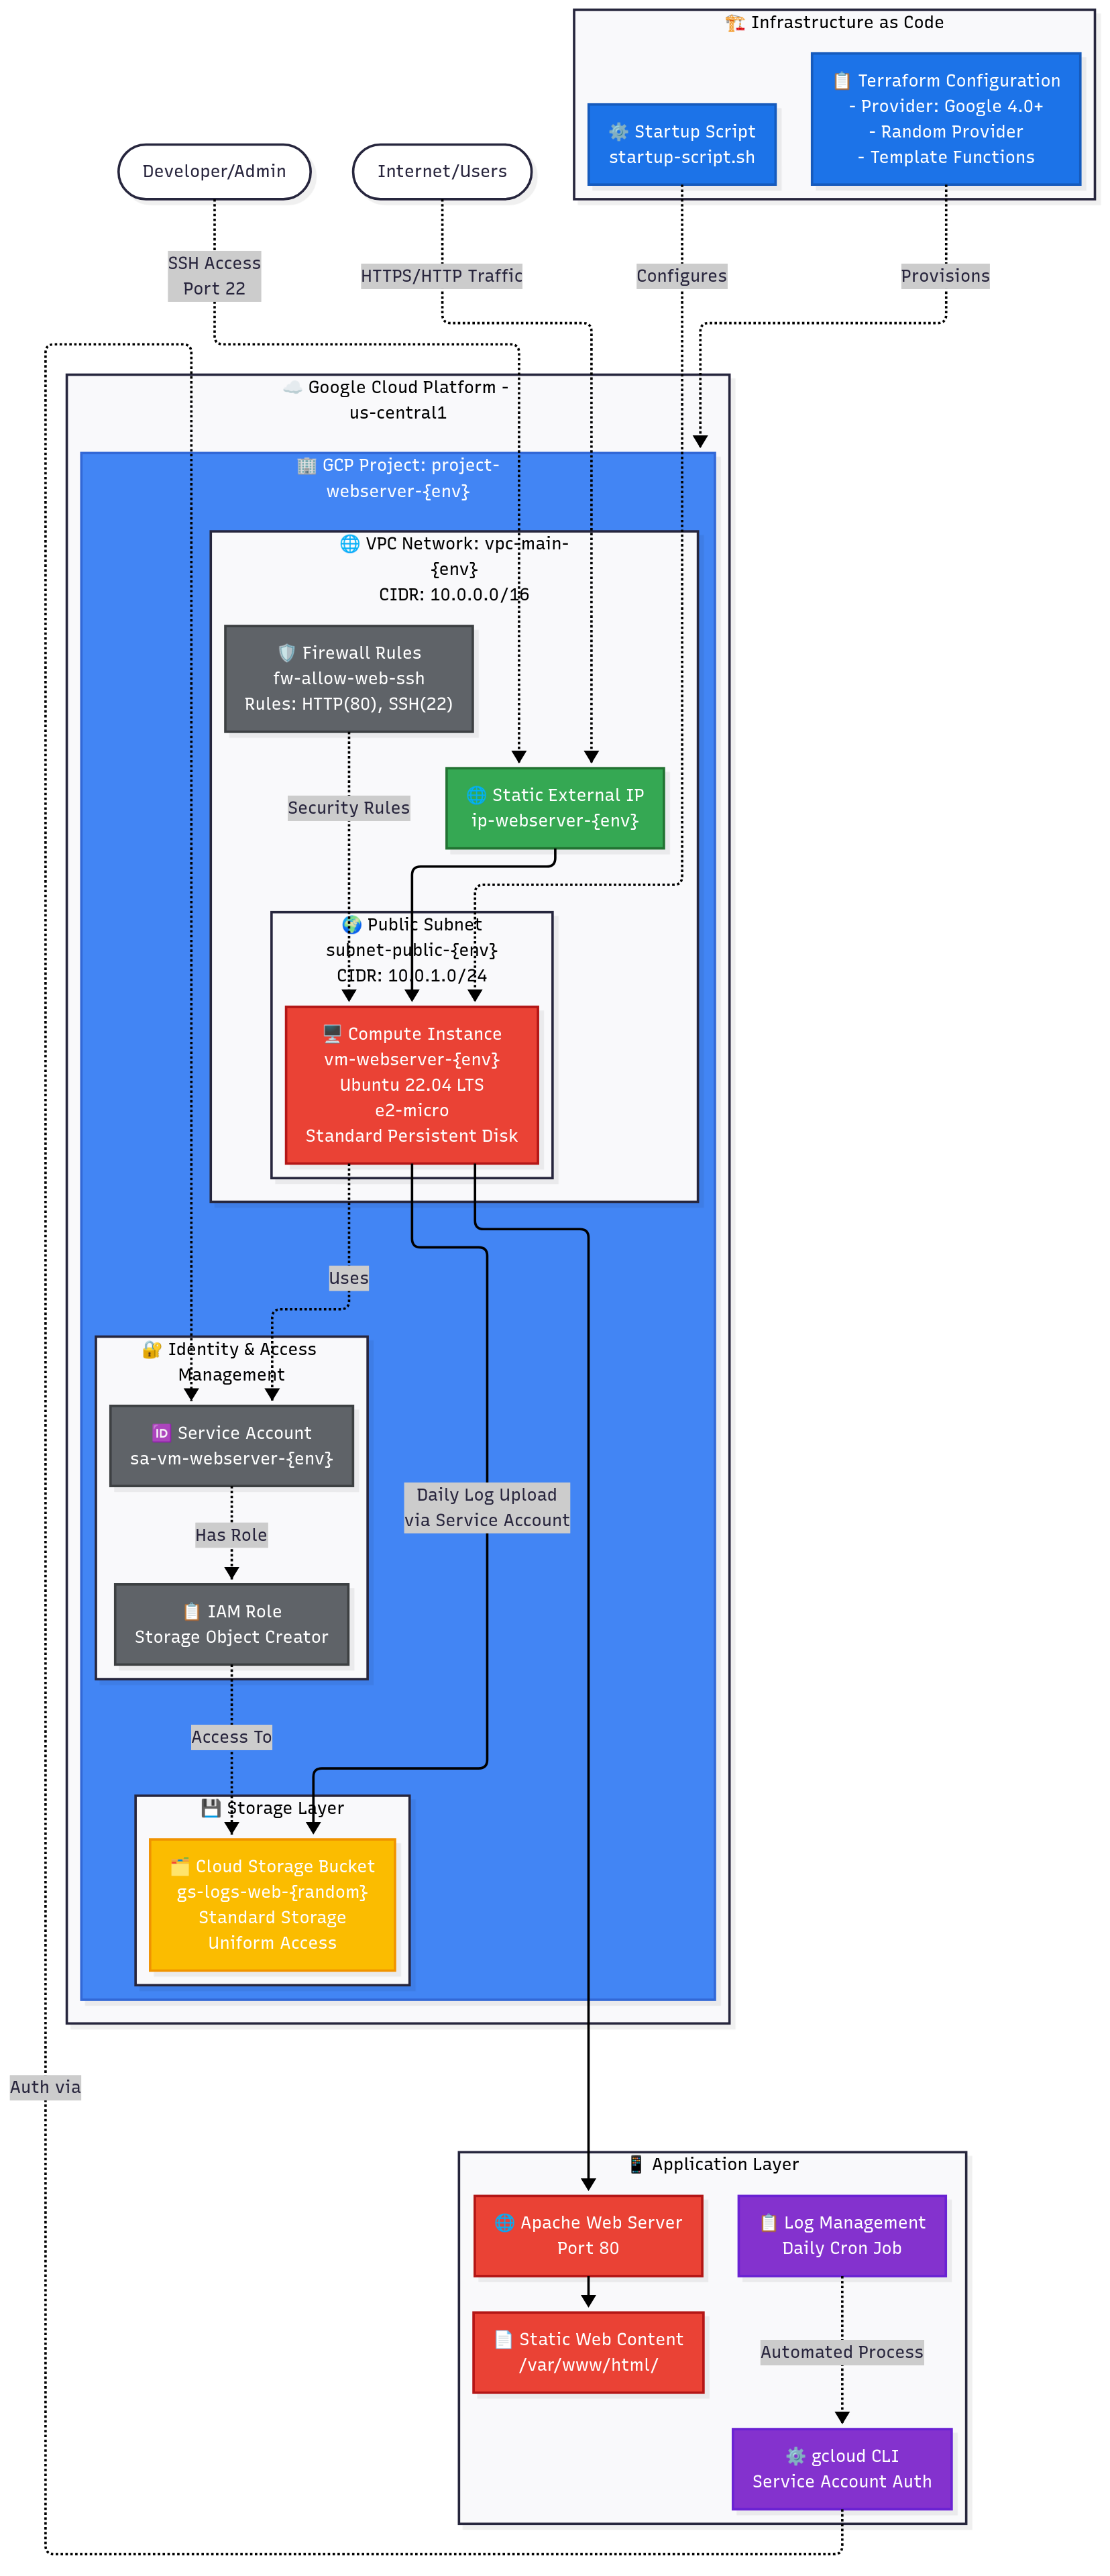 🏗️ Infrastructure as Code
⚙️ Startup Script
startup-script.sh
📋 Terraform Configuration
- Provider: Google 4.0+
- Random Provider
- Template Functions
Developer/Admin
Internet/Users
SSH Access
Port 22
HTTPS/HTTP Traffic
Configures
Provisions
☁️ Google Cloud Platform -
us-central1
🏢 GCP Project: project-
webserver-{env}
🌐 VPC Network: vpc-main-
{env}
CIDR: 10.0.0.0/16
🛡️ Firewall Rules
fw-allow-web-ssh
Rules: HTTP(80), SSH(22)
Security Rules
🌐 Static External IP
ip-webserver-{env}
🌍 Public Subnet
subnet-public-{env}
CIDR: 10.0.1.0/24
🖥️ Compute Instance
vm-webserver-{env}
Ubuntu 22.04 LTS
e2-micro
Standard Persistent Disk
Uses
🔐 Identity & Access
Management
🆔 Service Account
sa-vm-webserver-{env}
Has Role
Daily Log Upload
via Service Account
📋 IAM Role
Storage Object Creator
Access To
💾 Storage Layer
🗂️ Cloud Storage Bucket
gs-logs-web-{random}
Standard Storage
Uniform Access
Auth via
📱 Application Layer
🌐 Apache Web Server
Port 80
📋 Log Management
Daily Cron Job
📄 Static Web Content
/var/www/html/
Automated Process
⚙️ gcloud CLI
Service Account Auth